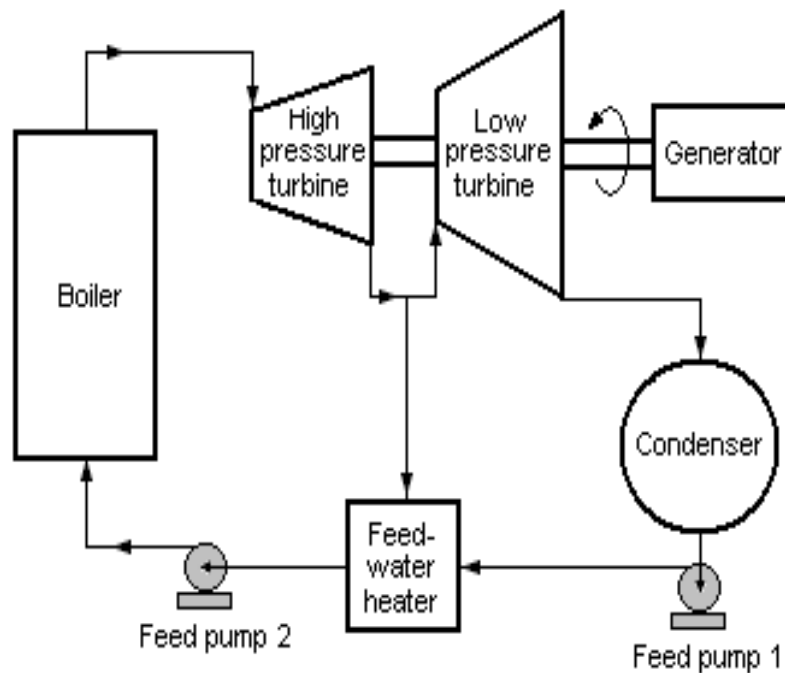 High
pressure
turbine
Low
pressure
turbine
Generator
Boiler
Condenser
Feed-
water
heater
Feed pump 2
Feed pump 1